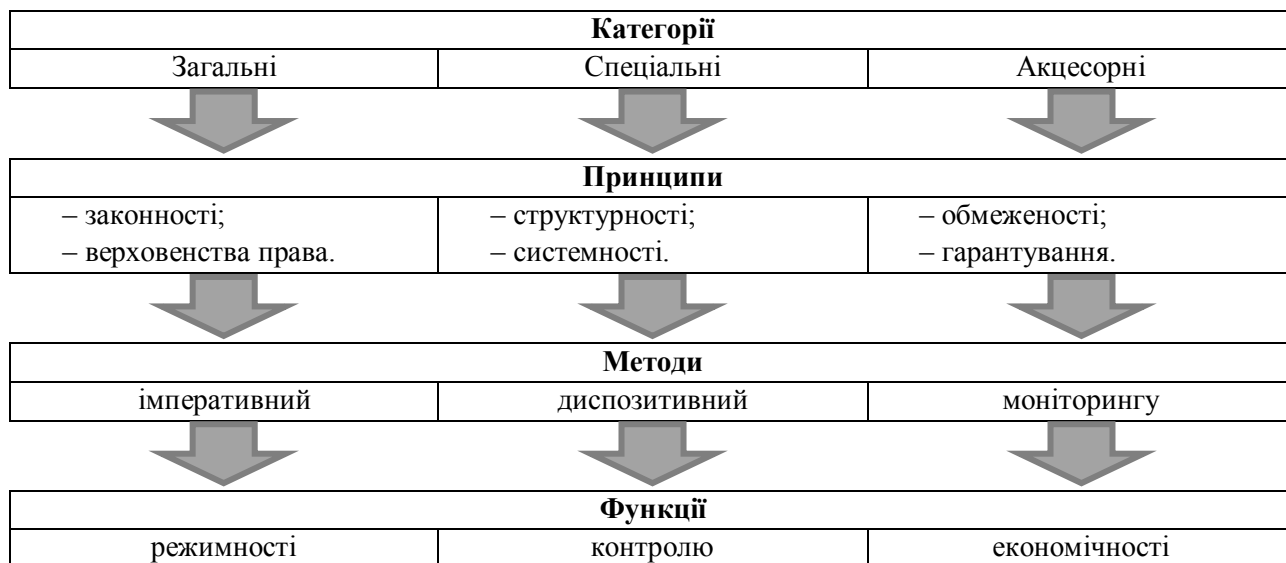 Категорії
Загальні Спеціальні Акцесорні
Принципи
– законності; – структурності; – обмеженості;
– верховенства права. – системності. – гарантування.
Методи
імперативний диспозитивний моніторингу
Функції
режимності контролю економічності